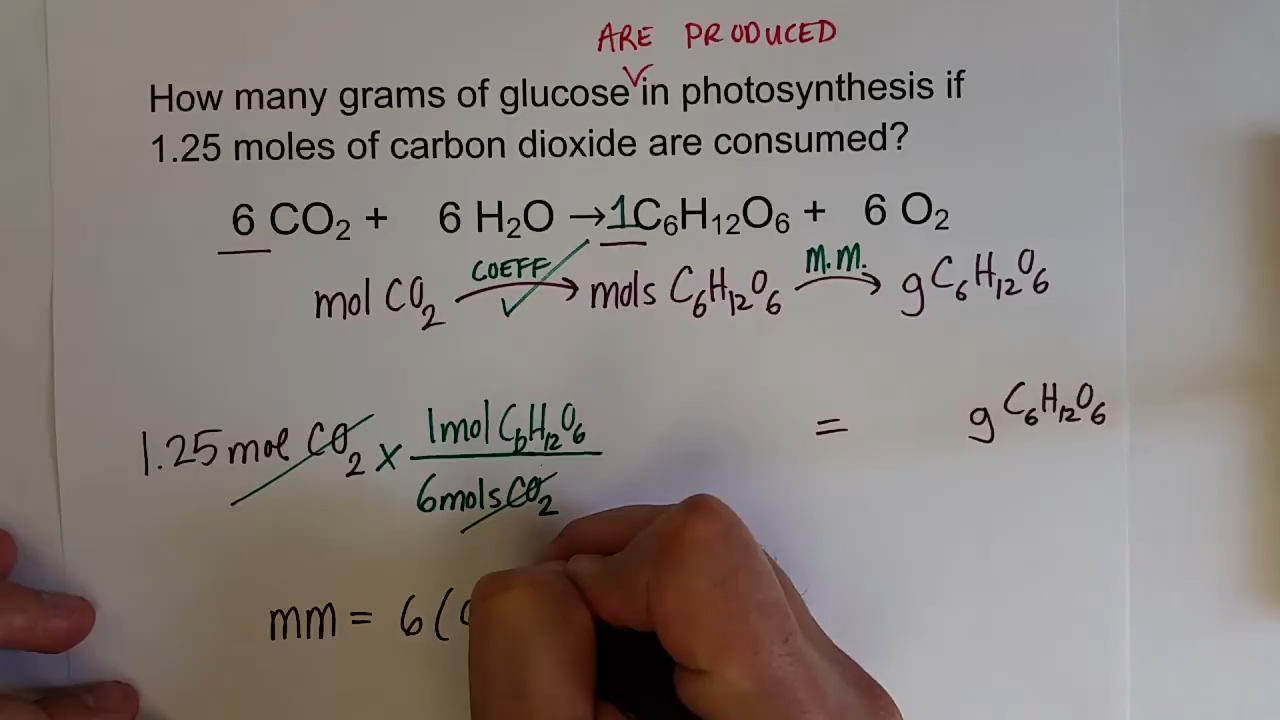 ARE PRODUCED
How many grams of glucose in photosynthesis if
1.25 moles of carbon dioxide are consumed?
6 CO₂ + 6 H₂O → 1C₆H₁₂O₆ + 6 O₂
COEFF M.M.
mol CO₂ → mols C₆H₁₂O₆ → g C₆H₁₂O₆
1.25 mol CO₂ x 1mol C₆H₁₂O₆ = g C₆H₁₂O₆
6mols CO₂
mm = 6(